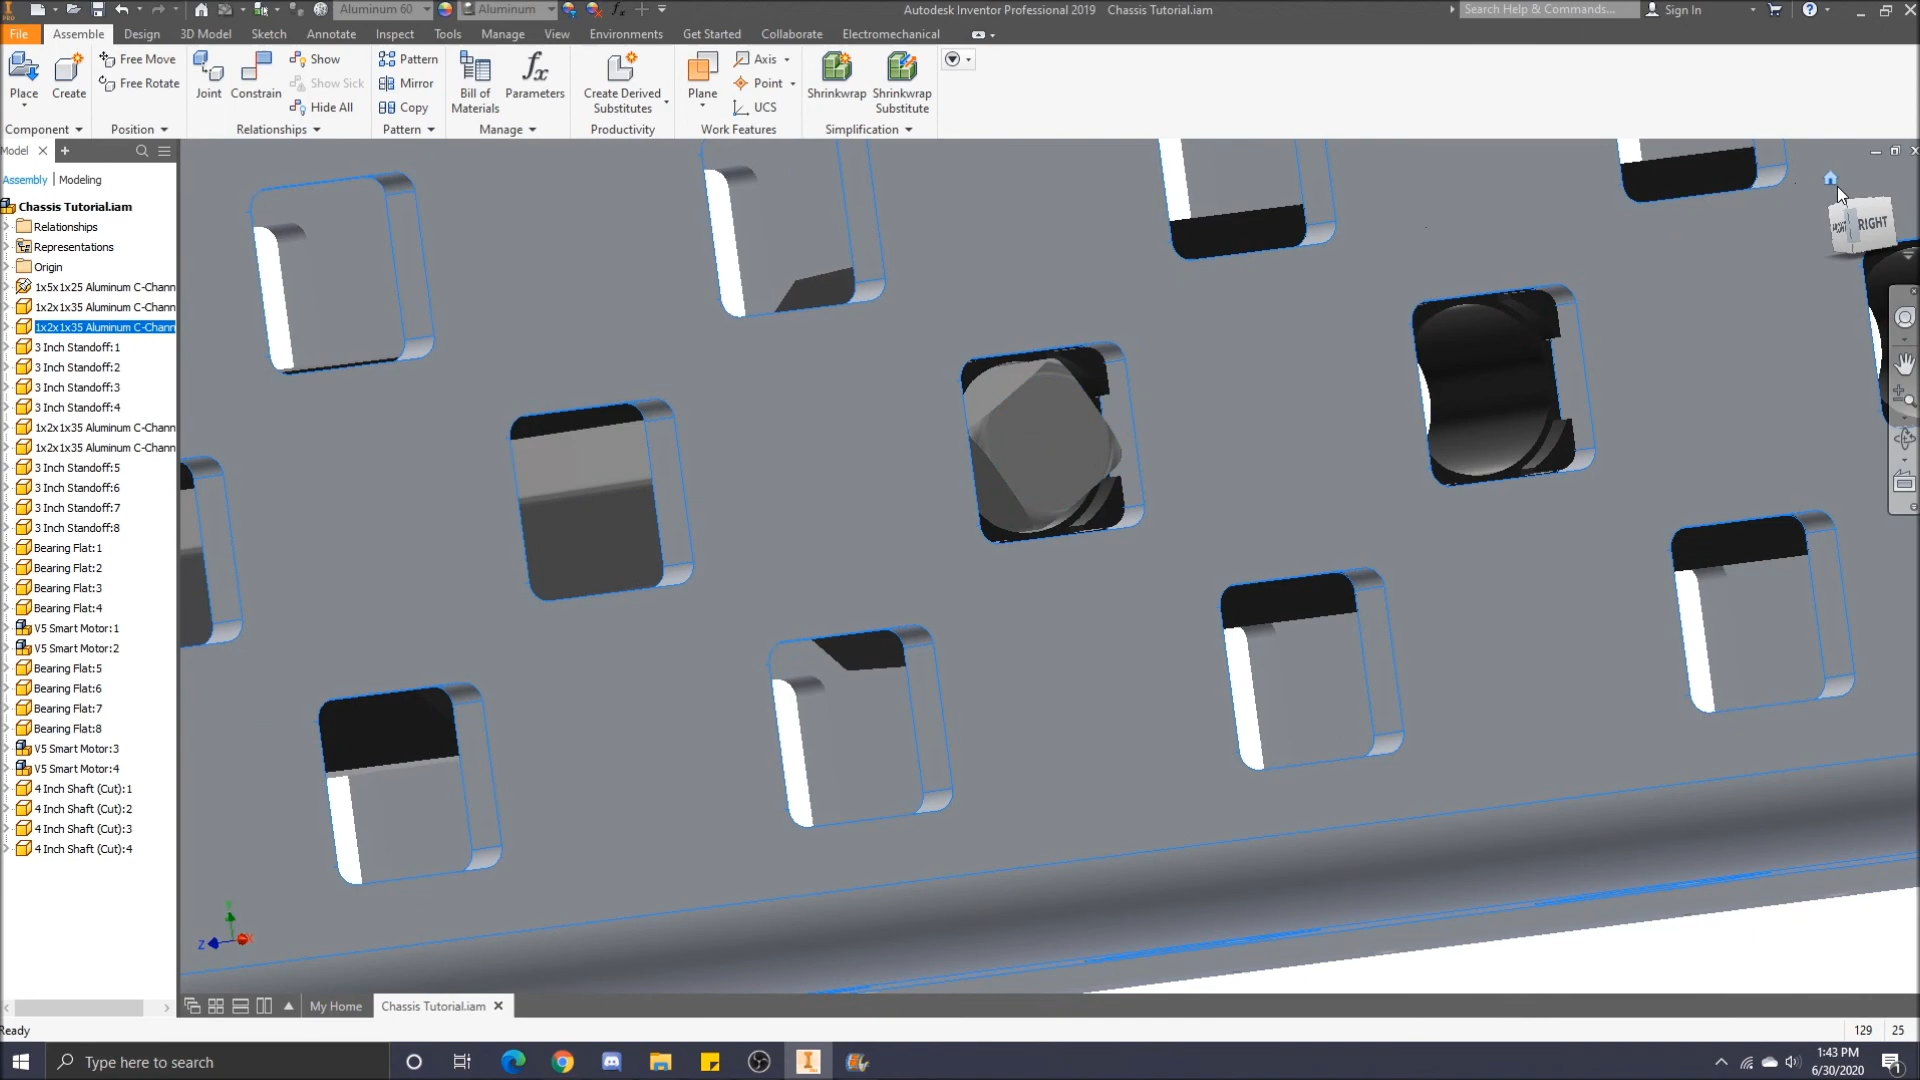 Aluminum 60
Aluminum
Autodesk Inventor Professional 2019 Chassis Tutorial.iam
Search Help & Commands...
Sign In
PRO
File Assemble Design 3D Model Sketch Annotate Inspect Tools Manage View Environments Get Started Collaborate Electromechanical
Place
Create
Free Move
Free Rotate
Component
Position
Joint
Constrain
Show
Show Sick
Hide All
Relationships
Pattern
Mirror
Copy
Pattern
Bill of
Materials
fx
Parameters
Manage
Create Derived
Substitutes
Productivity
Plane
Axis
Point
UCS
Work Features
Shrinkwrap
Shrinkwrap
Substitute
Simplification
Model
Assembly | Modeling
Chassis Tutorial.iam
Relationships
Representations
Origin
1x5x1x25 Aluminum C-Chann
1x2x1x35 Aluminum C-Chann
1x2x1x35 Aluminum C-Chann
3 Inch Standoff:1
3 Inch Standoff:2
3 Inch Standoff:3
3 Inch Standoff:4
1x2x1x35 Aluminum C-Chann
1x2x1x35 Aluminum C-Chann
3 Inch Standoff:5
3 Inch Standoff:6
3 Inch Standoff:7
3 Inch Standoff:8
Bearing Flat:1
Bearing Flat:2
Bearing Flat:3
Bearing Flat:4
V5 Smart Motor:1
V5 Smart Motor:2
Bearing Flat:5
Bearing Flat:6
Bearing Flat:7
Bearing Flat:8
V5 Smart Motor:3
V5 Smart Motor:4
4 Inch Shaft (Cut):1
4 Inch Shaft (Cut):2
4 Inch Shaft (Cut):3
4 Inch Shaft (Cut):4
RIGHT
Z
My Home
Chassis Tutorial.iam
Ready
129 25
Type here to search
1:43 PM
6/30/2020